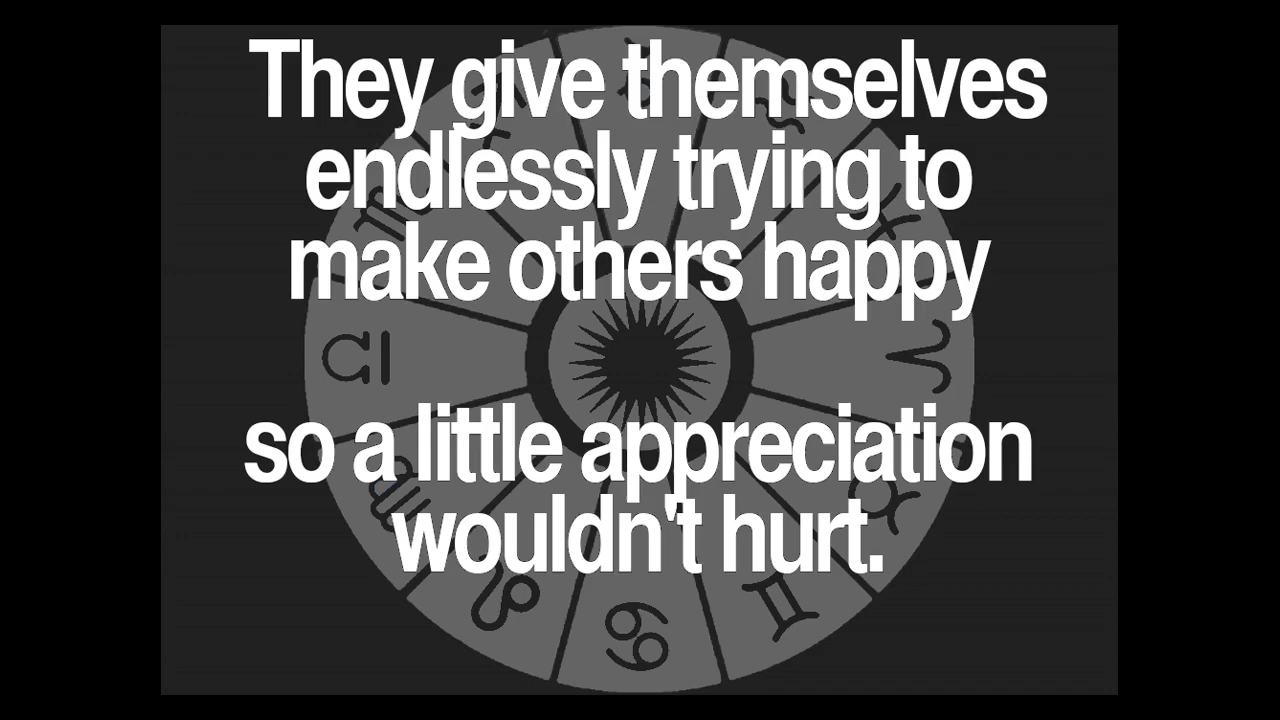 They give themselves
endlessly trying to
make others happy
so a little appreciation
wouldn't hurt.